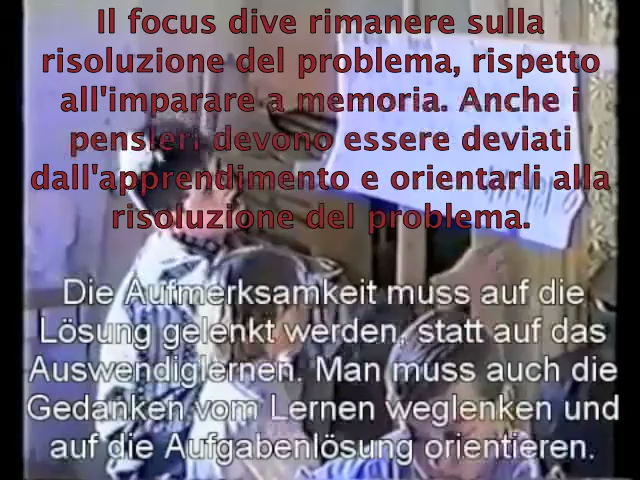 Il focus dive rimanere sulla
risoluzione del problema, rispetto
all'imparare a memoria. Anche i
pensieri devono essere deviati
dall'apprendimento e orientarli alla
risoluzione del problema.
Die Aufmerksamkeit muss auf die
Lösung gelenkt werden, statt auf das
Auswendiglernen. Man muss auch die
Gedanken vom Lernen weglenken und
auf die Aufgabenlösung orientieren.